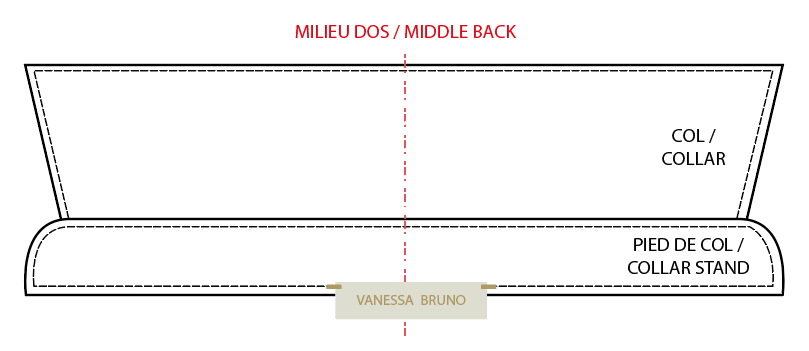 MILIEU DOS / MIDDLE BACK
COL /
COLLAR
PIED DE COL /
COLLAR STAND
VANESSA BRUNO